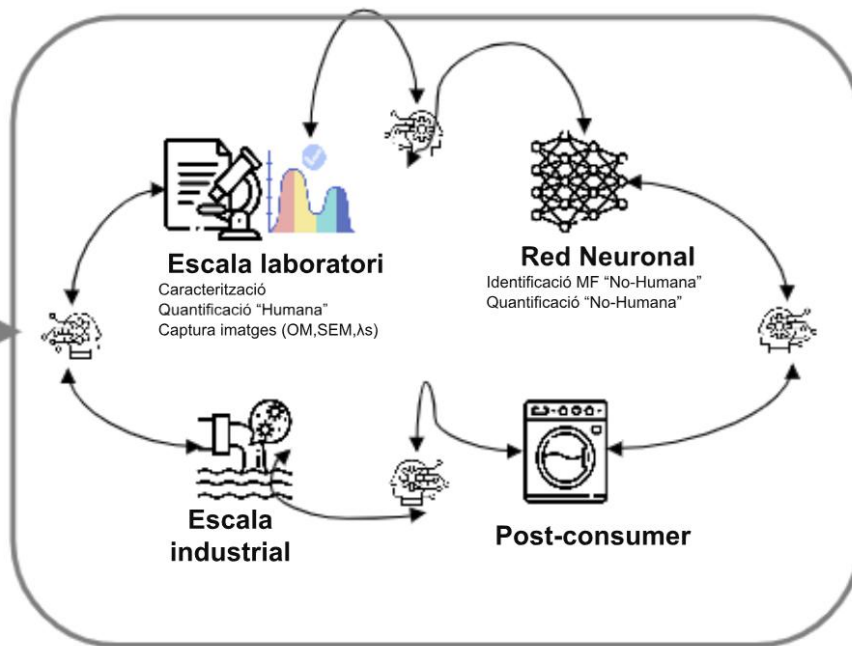 Escala laboratori
Caracterització
Quantificació “Humana”
Captura imatges (OM,SEM,λs)
Red Neuronal
Identificació MF “No-Humana”
Quantificació “No-Humana”
Escala
industrial
Post-consumer